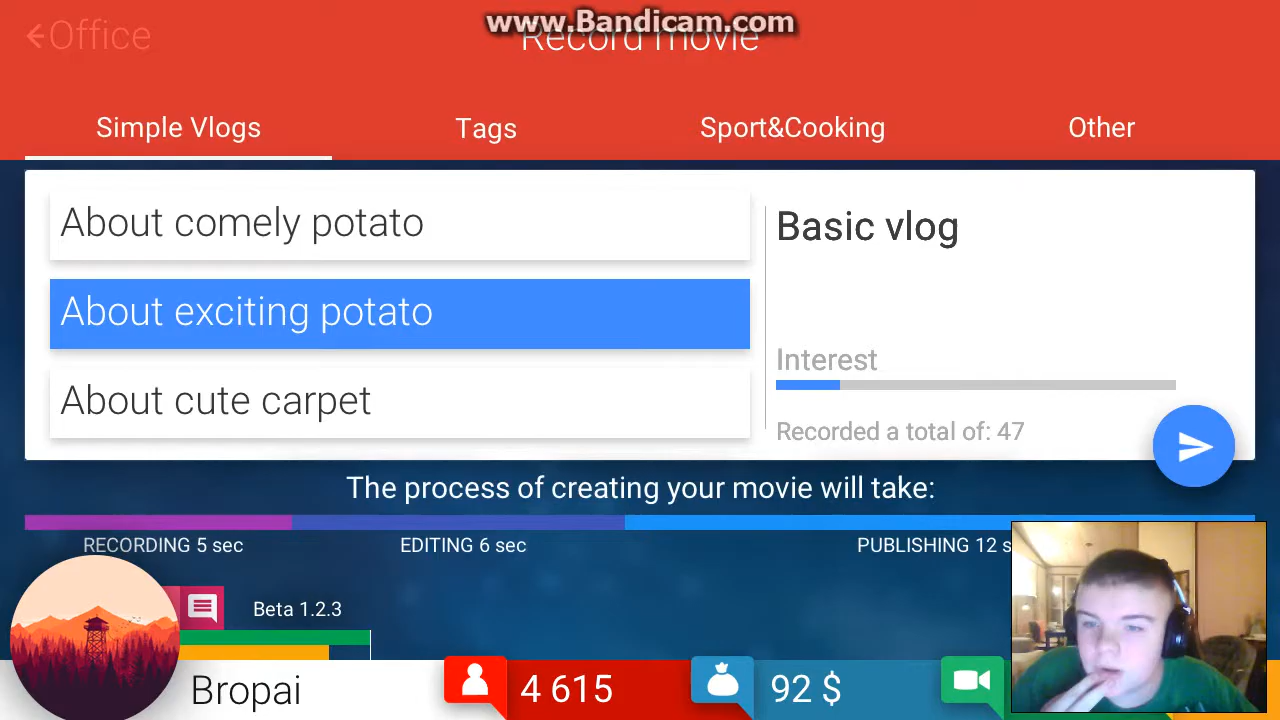 www.Bandicam.com
Office
Record movie
Simple Vlogs
Tags
Sport&Cooking
Other
About comely potato
About exciting potato
About cute carpet
Basic vlog
Interest
Recorded a total of: 47
The process of creating your movie will take:
RECORDING 5 sec
EDITING 6 sec
PUBLISHING 12 s
Beta 1.2.3
Bropai
4 615
92 $